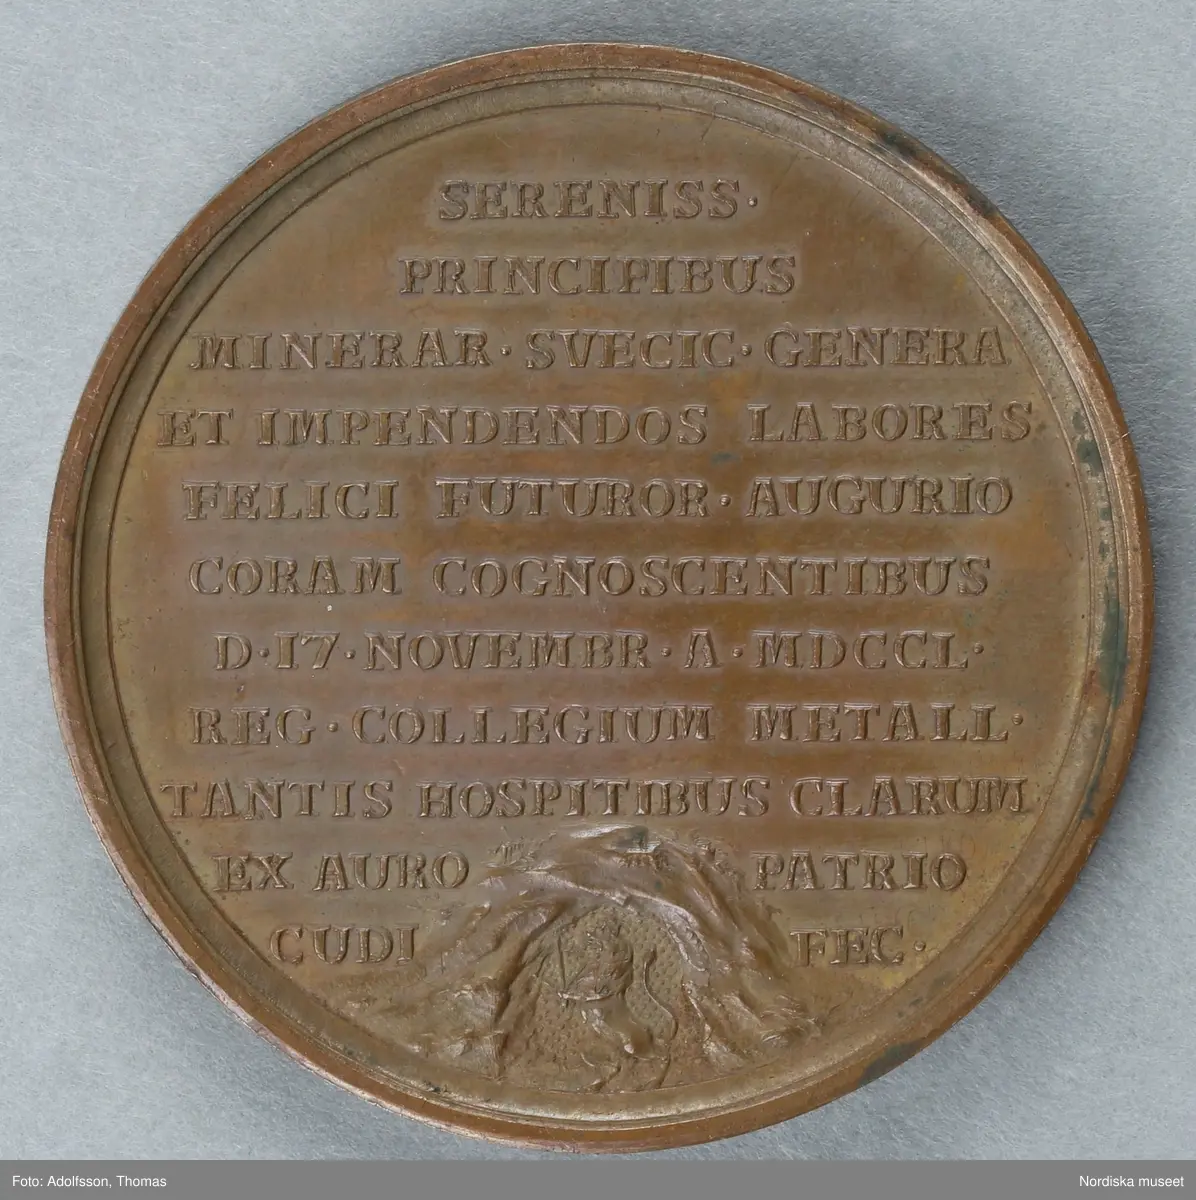 SERENISS·
PRINCIPIBUS
MINERAR·SVECIC·GENERA
ET IMPENDENDOS LABORES
FELICI FUTUROR·AUGURIO
CORAM COGNOSCENTIBUS
D·17·NOVEMBR·A·MDCCL·
REG·COLLEGIUM METALL·
TANTIS HOSPITIBUS CLARUM
EX AURO PATRIO
CUDI FEC·
Foto: Adolfsson, Thomas
Nordiska museet